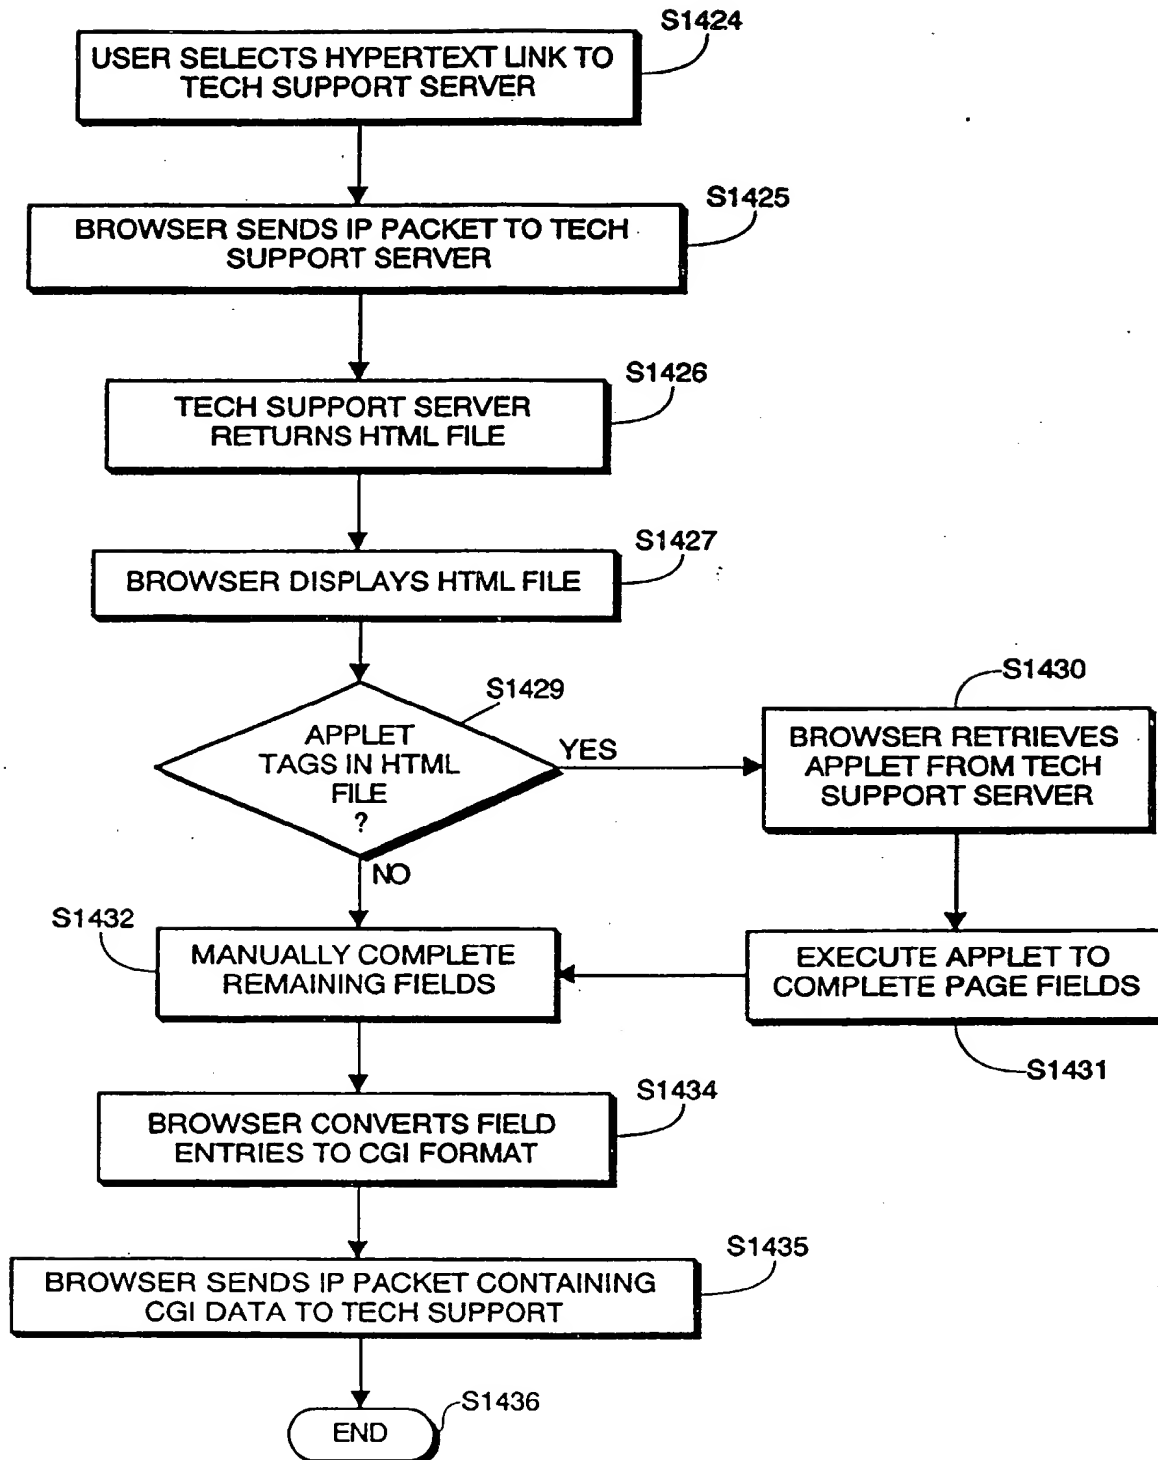 S1424
USER SELECTS HYPERTEXT LINK TO
TECH SUPPORT SERVER
S1425
BROWSER SENDS IP PACKET TO TECH
SUPPORT SERVER
S1426
TECH SUPPORT SERVER
RETURNS HTML FILE
S1427
BROWSER DISPLAYS HTML FILE
S1429
APPLET
TAGS IN HTML
FILE
?
YES
NO
S1430
BROWSER RETRIEVES
APPLET FROM TECH
SUPPORT SERVER
EXECUTE APPLET TO
COMPLETE PAGE FIELDS
S1431
S1432
MANUALLY COMPLETE
REMAINING FIELDS
S1434
BROWSER CONVERTS FIELD
ENTRIES TO CGI FORMAT
S1435
BROWSER SENDS IP PACKET CONTAINING
CGI DATA TO TECH SUPPORT
S1436
END